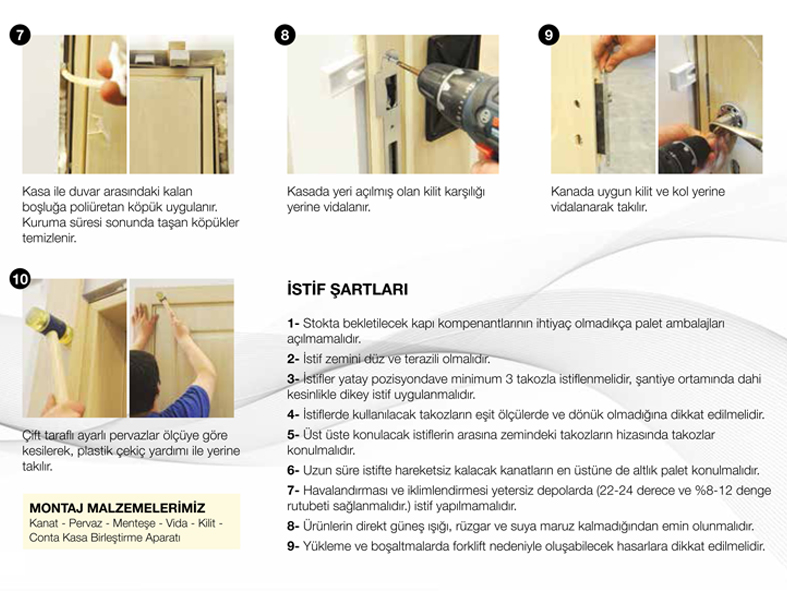 7
Kasa ile duvar arasındaki kalan
boşluğa poliüretan köpük uygulanır.
Kuruma süresi sonunda taşan köpükler
temizlenir.
8
Kasada yeri açılmış olan kilit karşılığı
yerine vidalanır.
9
Kanada uygun kilit ve kol yerine
vidalanarak takılır.
10
Çift taraflı ayarlı pervazlar ölçüye göre
kesilerek, plastik çekiç yardımı ile yerine
takılır.
MONTAJ MALZEMELERİMİZ
Kanat - Pervaz - Menteşe - Vida - Kilit -
Conta Kasa Birleştirme Aparatı
İSTİF ŞARTLARI
1- Stokta bekletilecek kapı kompenantlarının ihtiyaç olmadıkça palet ambalajları
açılmamalıdır.
2- İstif zemini düz ve terazili olmalıdır.
3- İstifler yatay pozisyondave minimum 3 takozla istiflenmelidir, şantiye ortamında dahi
kesinlikle dikey istif uygulanmalıdır.
4- İstiflerde kullanılacak takozların eşit ölçülerde ve dönük olmadığına dikkat edilmelidir.
5- Üst üste konulacak istiflerin arasına zemindeki takozların hizasında takozlar
konulmalıdır.
6- Uzun süre istifte hareketsiz kalacak kanatların en üstüne de altlık palet konulmalıdır.
7- Havalandırması ve iklimlendirmesi yetersiz depolarda (22-24 derece ve %8-12 denge
rutubeti sağlanmalıdır.) istif yapılmamalıdır.
8- Ürünlerin direkt güneş ışığı, rüzgar ve suya maruz kalmadığından emin olunmalıdır.
9- Yükleme ve boşaltmalarda forklift nedeniyle oluşabilecek hasarlara dikkat edilmelidir.